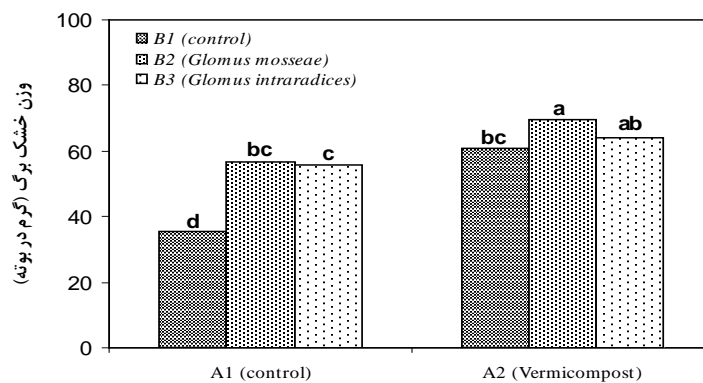 100
80
60
40
20
0
وزن خشک برگ (گرم در بوته)
B1 (control)
B2 (Glomus mosseae)
B3 (Glomus intraradices)
d
bc
c
bc
a
ab
A1 (control)
A2 (Vermicompost)